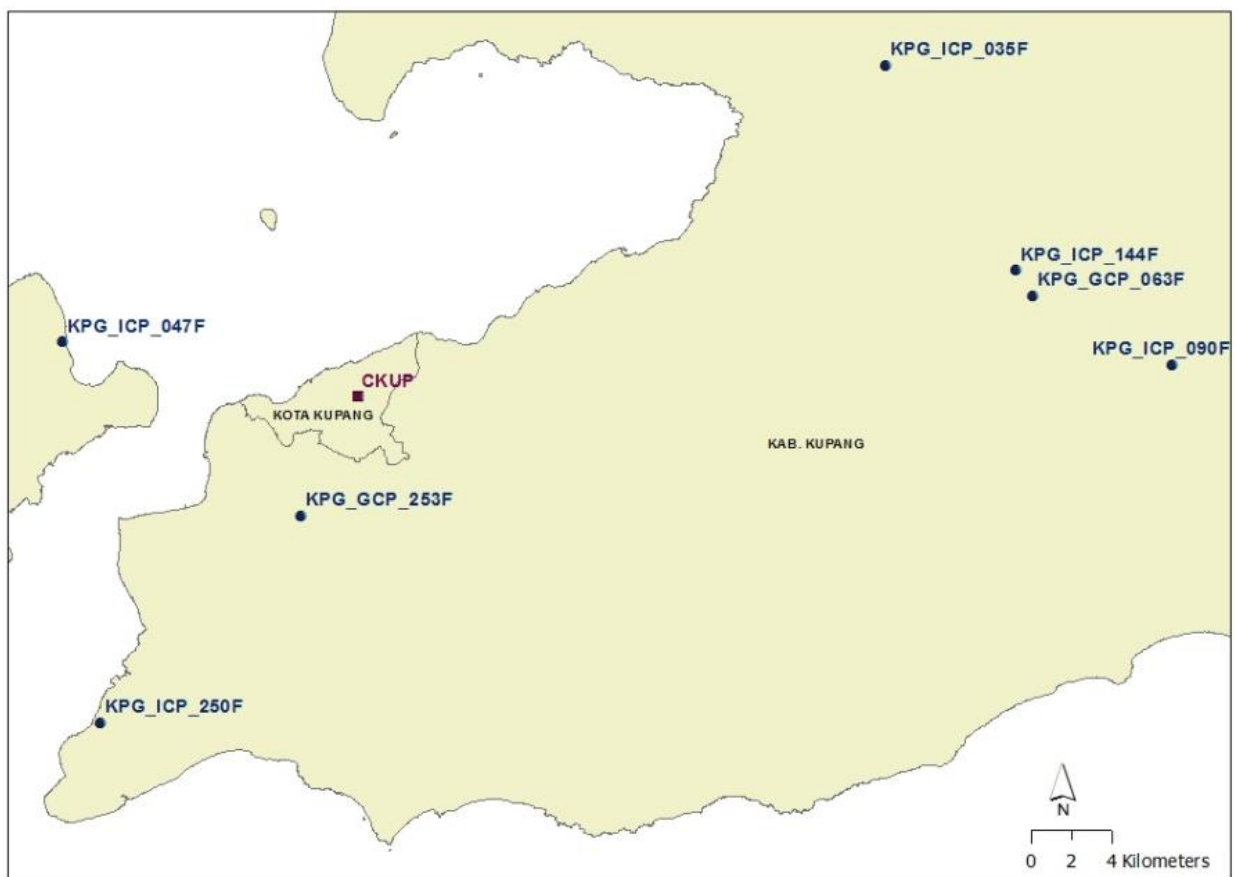 KPG_ICP_035F
KPG_ICP_144F
KPG_GCP_063F
KPG_ICP_047F
KPG_ICP_090F
CKUP
KOTA KUPANG
KAB. KUPANG
KPG_GCP_253F
KPG_ICP_250F
N
0 2 4 Kilometers